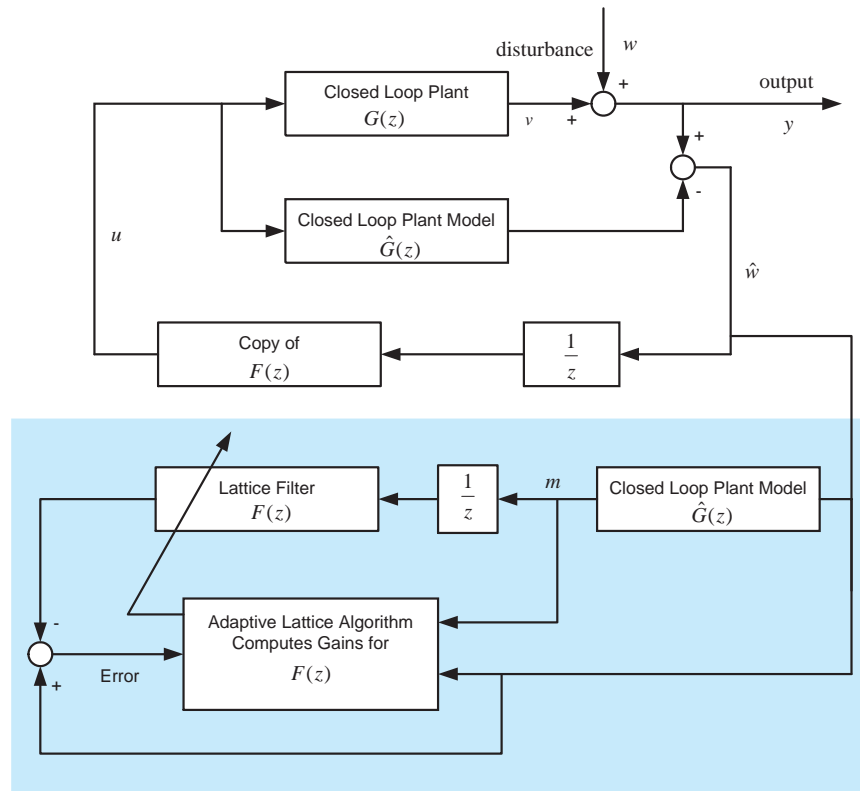 disturbance
w
+
Closed Loop Plant
G(z)
v
+
output
y
+
-
Closed Loop Plant Model
Ĝ(z)
u
ŵ
Copy of
F(z)
1
z
Lattice Filter
F(z)
1
z
m
Closed Loop Plant Model
Ĝ(z)
-
Adaptive Lattice Algorithm
Computes Gains for
F(z)
Error
+